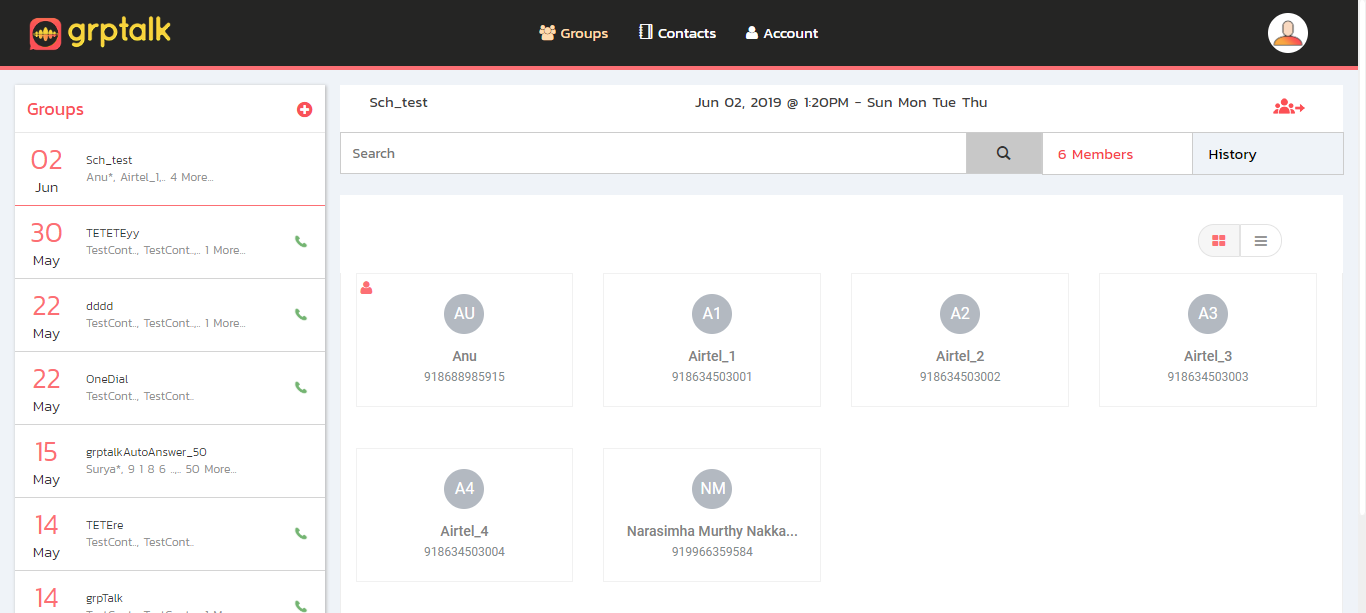 grptalk
Groups Contacts Account
Groups
02 Jun
Sch_test
Anu*, Airtel_1,.. 4 More...
30 May
TETETEyy
TestCont.., TestCont..,.. 1 More...
22 May
dddd
TestCont.., TestCont..,.. 1 More...
22 May
OneDial
TestCont.., TestCont..
15 May
grptalkAutoAnswer_50
Surya*, 9 1 8 6 ..,.. 50 More...
14 May
TETEre
TestCont.., TestCont..
14
grpTalk
Sch_test Jun 02, 2019 @ 1:20PM - Sun Mon Tue Thu
Search 6 Members History
AU
Anu
918688985915
A1
Airtel_1
918634503001
A2
Airtel_2
918634503002
A3
Airtel_3
918634503003
A4
Airtel_4
918634503004
NM
Narasimha Murthy Nakka...
919966359584